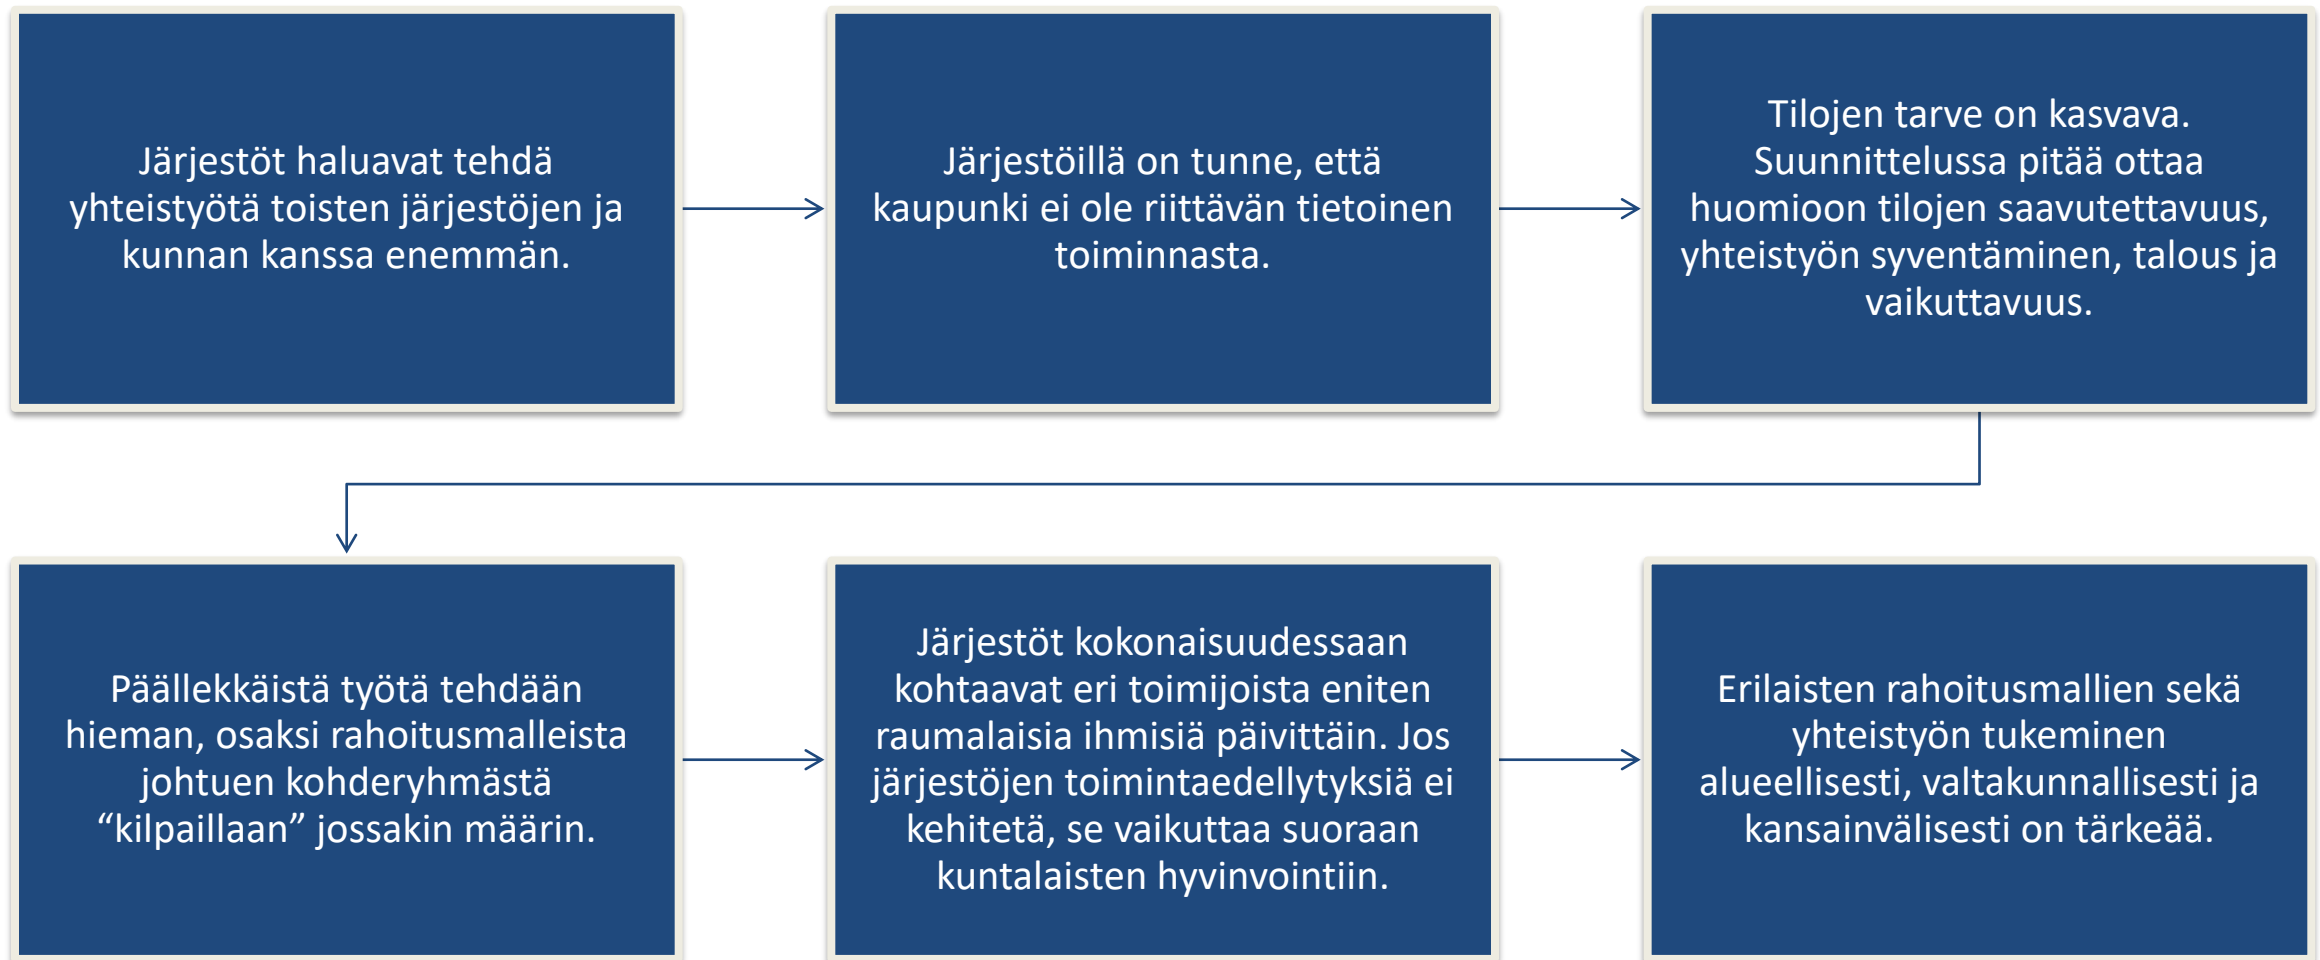 Järjestöt haluavat tehdä
yhteistyötä toisten järjestöjen ja
kunnan kanssa enemmän.
Järjestöillä on tunne, että
kaupunki ei ole riittävän tietoinen
toiminnasta.
Tilojen tarve on kasvava.
Suunnittelussa pitää ottaa
huomioon tilojen saavutettavuus,
yhteistyön syventäminen, talous ja
vaikuttavuus.
Päällekkäistä työtä tehdään
hieman, osaksi rahoitusmalleista
johtuen kohderyhmästä
“kilpaillaan” jossakin määrin.
Järjestöt kokonaisuudessaan
kohtaavat eri toimijoista eniten
raumalaisia ihmisiä päivittäin. Jos
järjestöjen toimintaedellytyksiä ei
kehitetä, se vaikuttaa suoraan
kuntalaisten hyvinvointiin.
Erilaisten rahoitusmallien sekä
yhteistyön tukeminen
alueellisesti, valtakunnallisesti ja
kansainvälisesti on tärkeää.